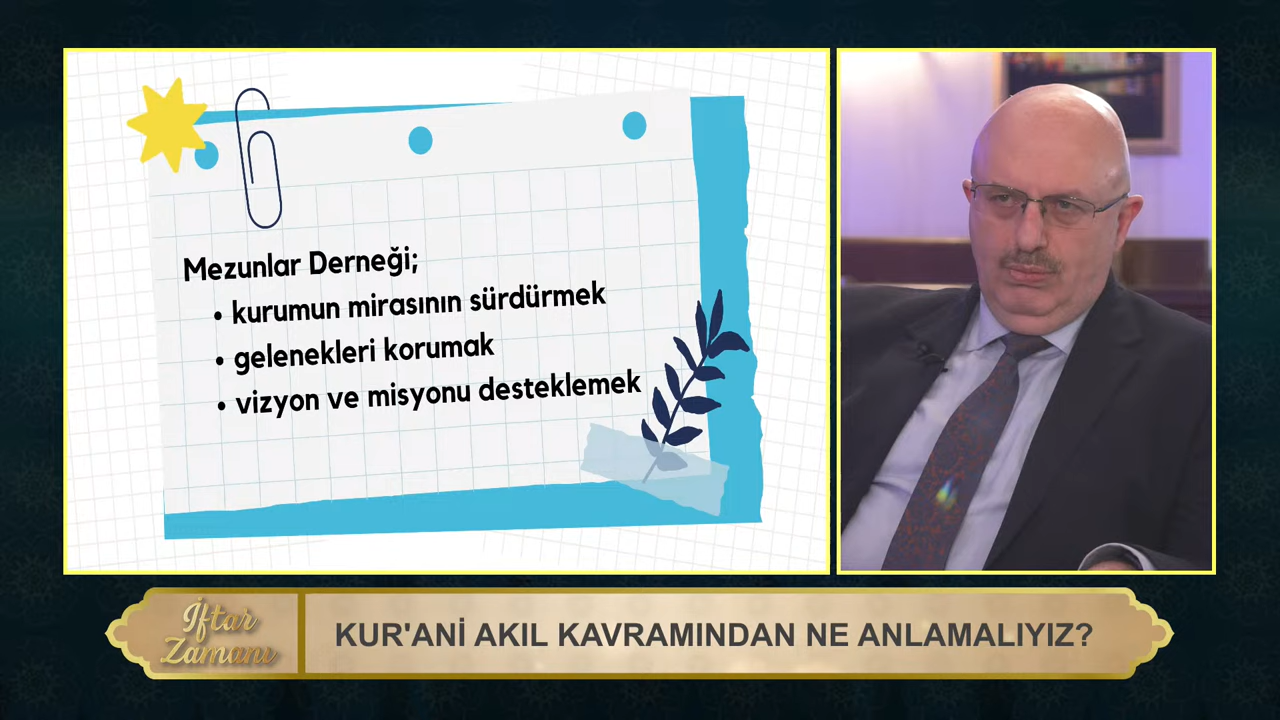 Mezunlar Derneği;
• kurumun mirasının sürdürmek
• gelenekleri korumak
• vizyon ve misyonu desteklemek
İftar
Zamanı
KUR'ANİ AKIL KAVRAMINDAN NE ANLAMALIYIZ?